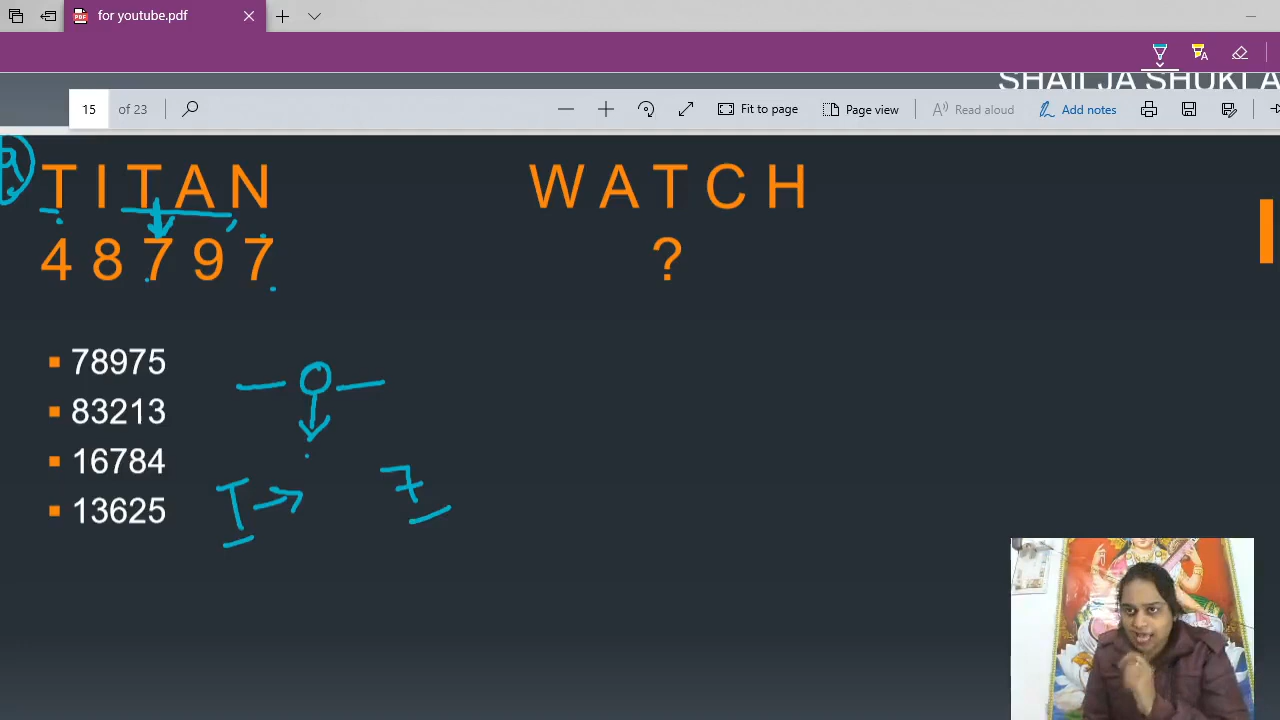 for youtube.pdf
SHAILJA SHUKLA
15 of 23 Fit to page Page view Read aloud Add notes
TITAN WATCH
48797 ?
78975
83213
16784
13625
T → 7